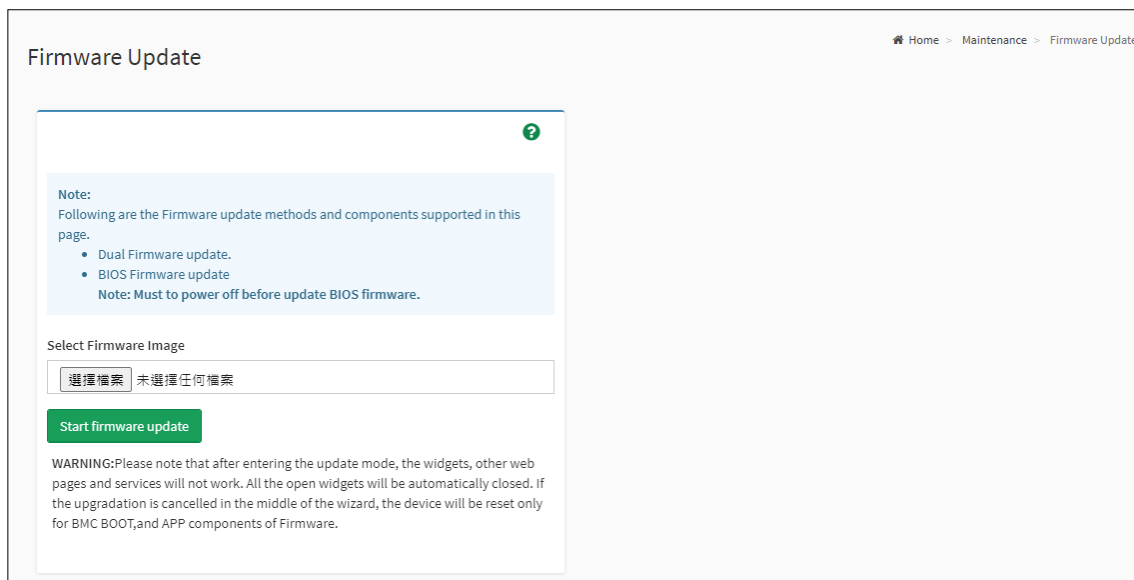 Firmware Update
Home > Maintenance > Firmware Update
Note:
Following are the Firmware update methods and components supported in this
page.
• Dual Firmware update.
• BIOS Firmware update
Note: Must to power off before update BIOS firmware.
Select Firmware Image
選擇檔案 未選擇任何檔案
Start firmware update
WARNING:Please note that after entering the update mode, the widgets, other web
pages and services will not work. All the open widgets will be automatically closed. If
the upgradation is cancelled in the middle of the wizard, the device will be reset only
for BMC BOOT,and APP components of Firmware.